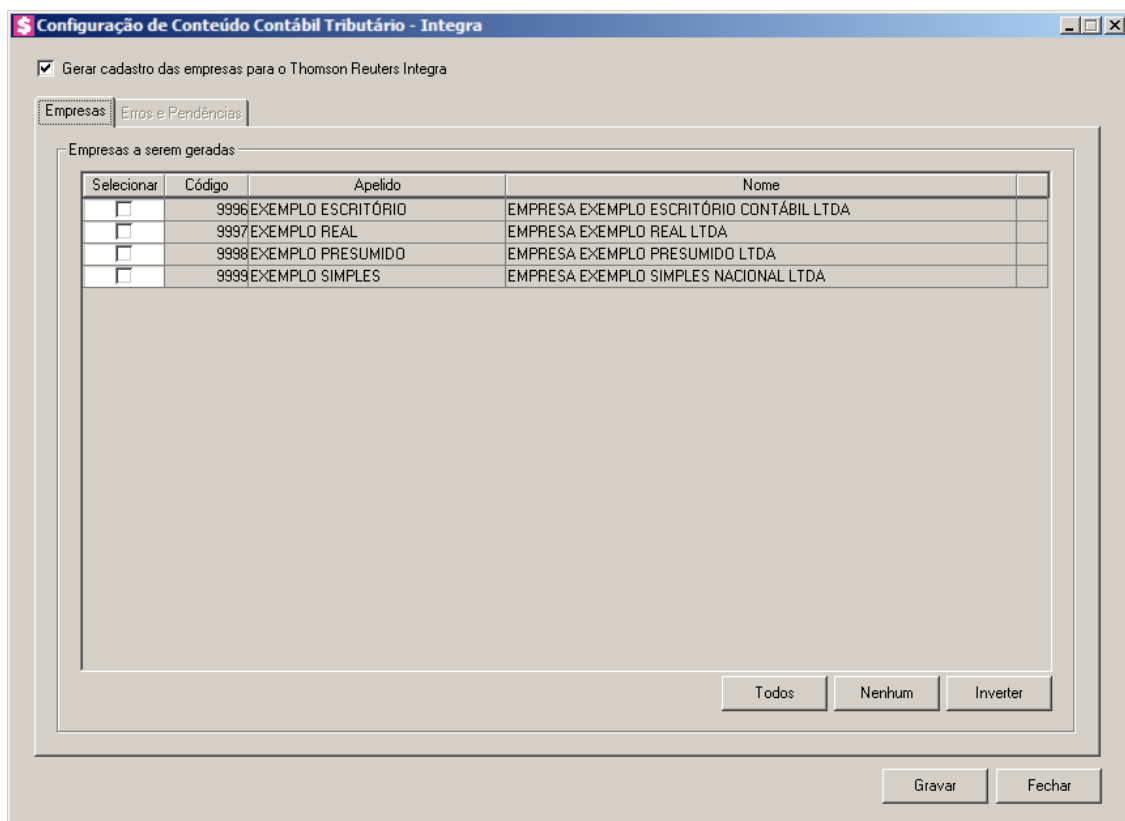 Configuração de Conteúdo Contábil Tributário - Integra
Gerar cadastro das empresas para o Thomson Reuters Integra
Empresas Erros e Pendências
Empresas a serem geradas
Selecionar Código Apelido Nome
9996 EXEMPLO ESCRITÓRIO EMPRESA EXEMPLO ESCRITÓRIO CONTÁBIL LTDA
9997 EXEMPLO REAL EMPRESA EXEMPLO REAL LTDA
9998 EXEMPLO PRESUMIDO EMPRESA EXEMPLO PRESUMIDO LTDA
9999 EXEMPLO SIMPLES EMPRESA EXEMPLO SIMPLES NACIONAL LTDA
Todos Nenhum Inverter
Gravar Fechar